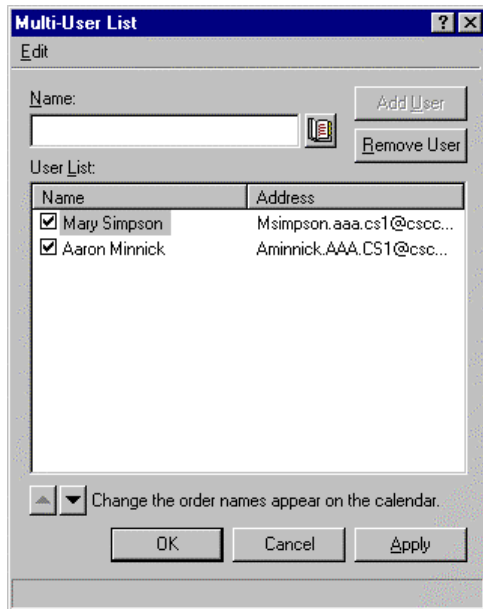 Multi-User List
Edit
Name:
Add User
Remove User
User List:
Name Address
Mary Simpson Msimpson.aaa.cs1@cscc...
Aaron Minnick Aminnick.AAA.CS1@csc...
Change the order names appear on the calendar.
OK Cancel Apply